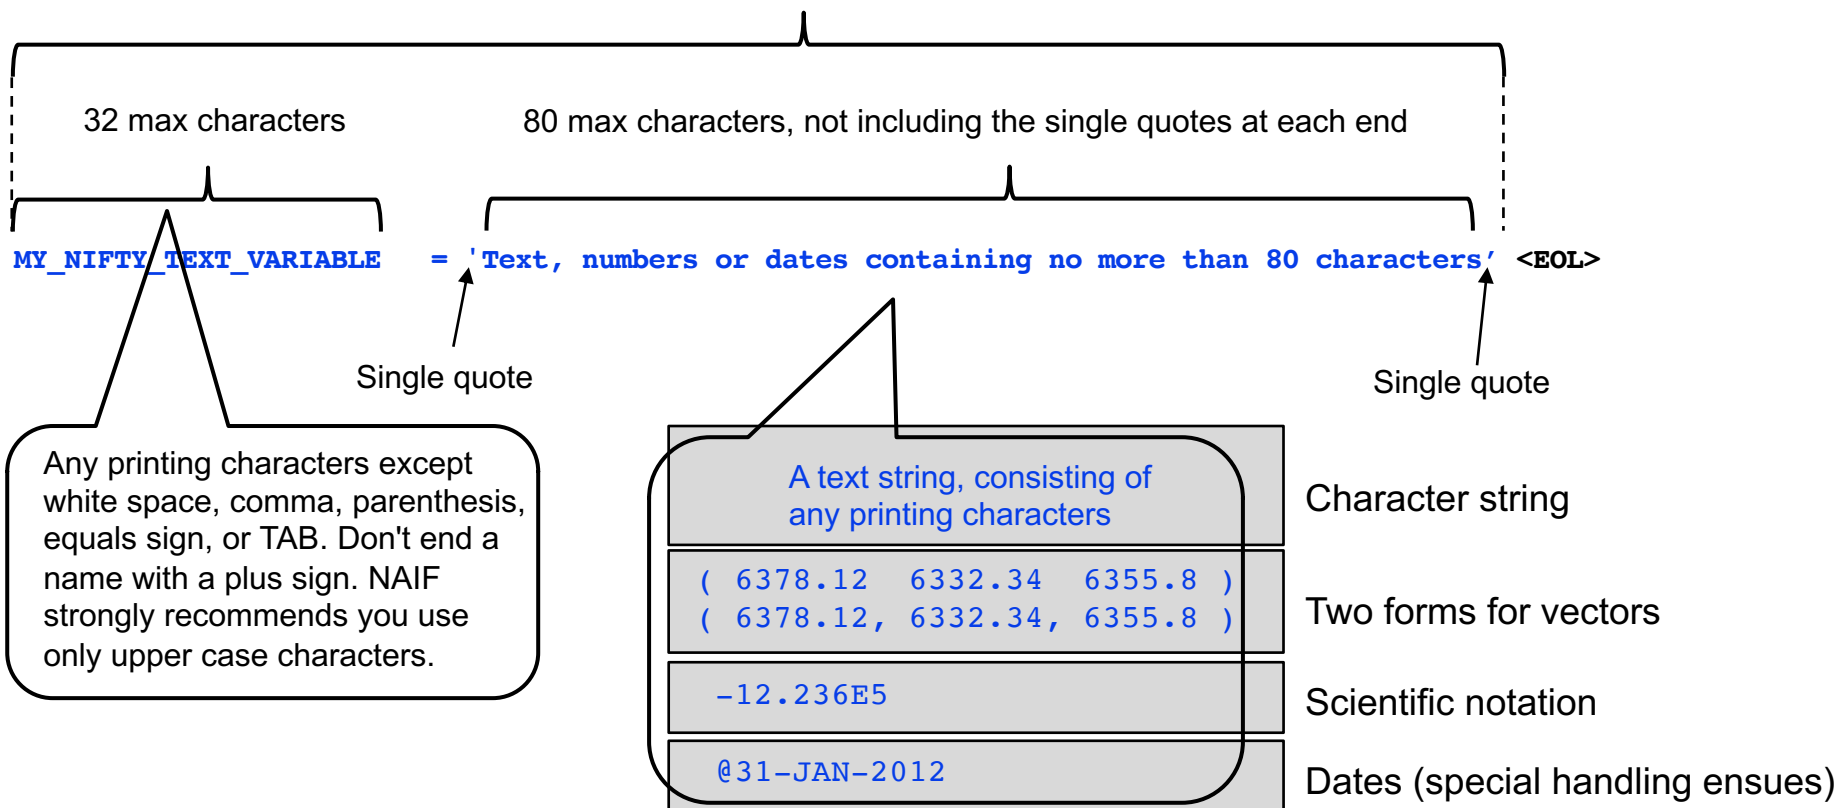 32 max characters
80 max characters, not including the single quotes at each end
MY_NIFTY_TEXT_VARIABLE = 'Text, numbers or dates containing no more than 80 characters’ <EOL>
Single quote
Single quote
Any printing characters except
white space, comma, parenthesis,
equals sign, or TAB. Don't end a
name with a plus sign. NAIF
strongly recommends you use
only upper case characters.
A text string, consisting of
any printing characters
Character string
( 6378.12 6332.34 6355.8 )
( 6378.12, 6332.34, 6355.8 )
Two forms for vectors
-12.236E5
Scientific notation
@31-JAN-2012
Dates (special handling ensues)